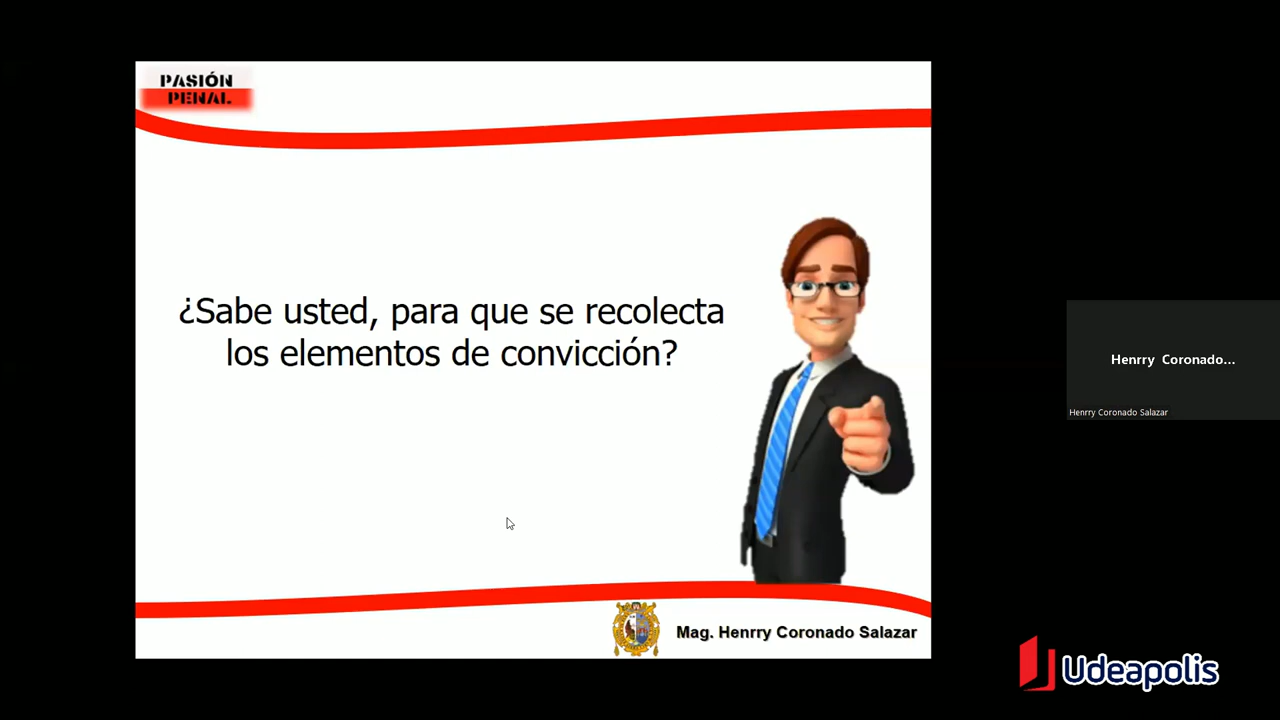 PASIÓN
PENAL
¿Sabe usted, para que se recolecta
los elementos de convicción?
Henrry Coronado...
Henrry Coronado Salazar
Mag. Henrry Coronado Salazar
Udeapolis